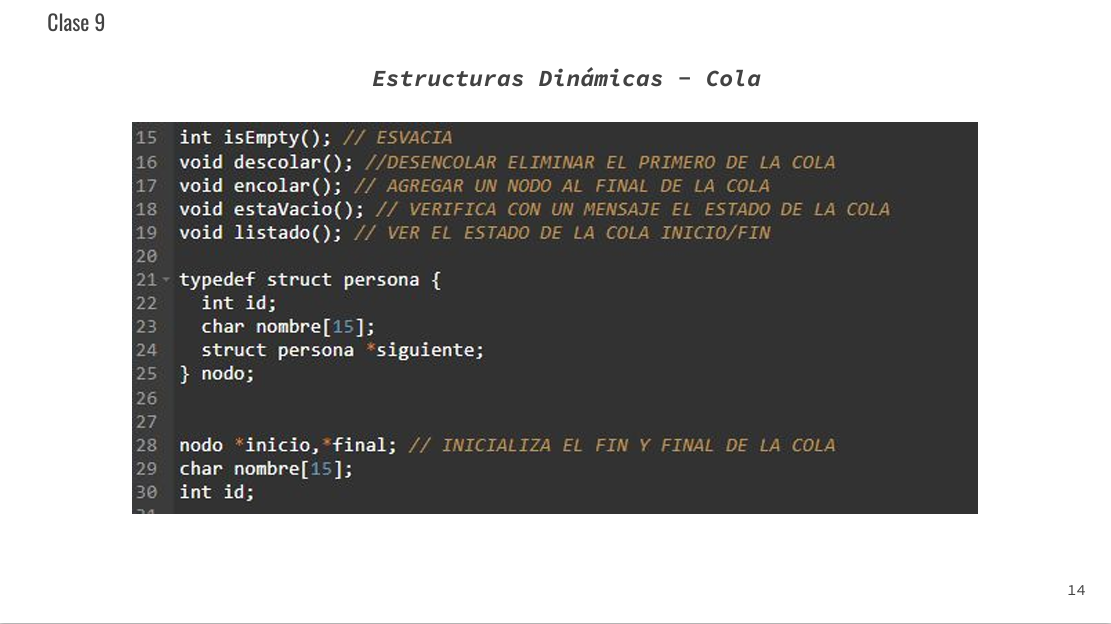 Clase 9
Estructuras Dinámicas - Cola
15 int isEmpty(); // ESVACIA
16 void descolar(); //DESENCOLAR ELIMINAR EL PRIMERO DE LA COLA
17 void encolar(); // AGREGAR UN NODO AL FINAL DE LA COLA
18 void estaVacio(); // VERIFICA CON UN MENSAJE EL ESTADO DE LA COLA
19 void listado(); // VER EL ESTADO DE LA COLA INICIO/FIN
20
21 typedef struct persona {
22 int id;
23 char nombre[15];
24 struct persona *siguiente;
25 } nodo;
26
27
28 nodo *inicio,*final; // INICIALIZA EL FIN Y FINAL DE LA COLA
29 char nombre[15];
30 int id;
14